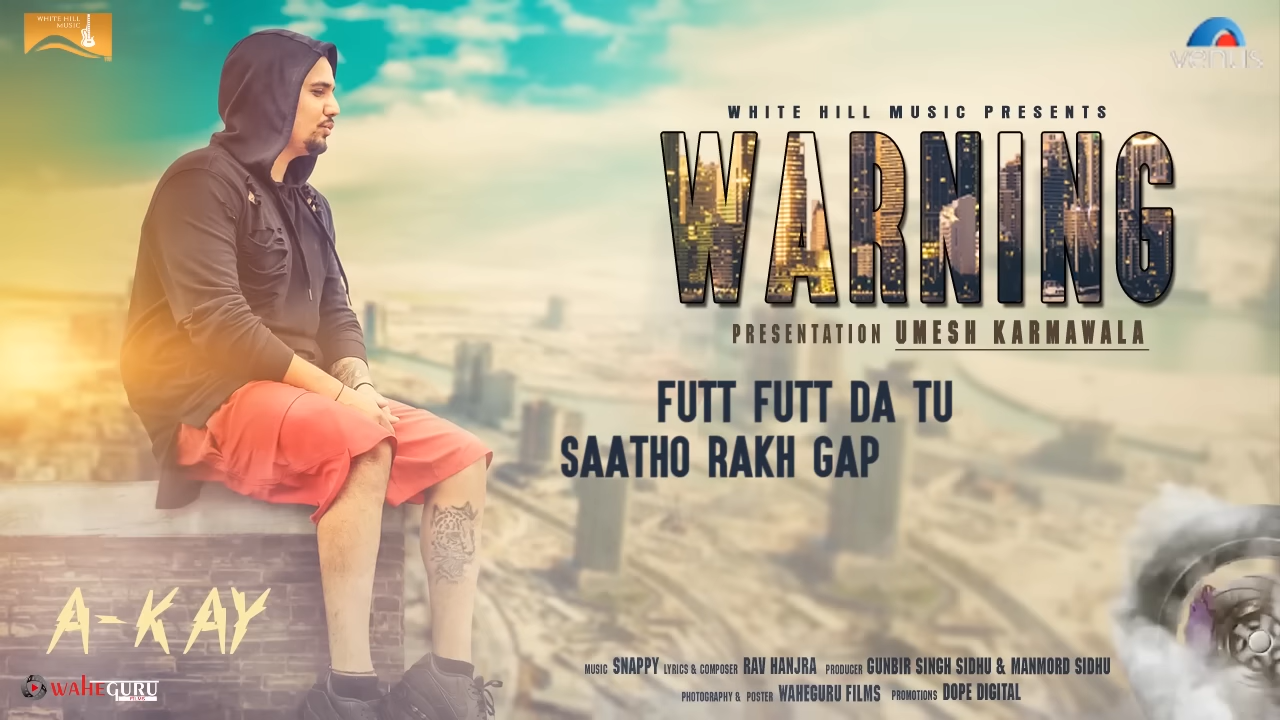 WHITE HILL
MUSIC
venus
WHITE HILL MUSIC PRESENTS
WARNING
PRESENTATION UMESH KARMAWALA
FUTT FUTT DA TU
SAATHO RAKH GAP
A-KAY
WAHEGURU
MUSIC SNAPPY LYRICS & COMPOSER RAV HANJRA PRODUCER GUNBIR SINGH SIDHU & MANMORD SIDHU
PHOTOGRAPHY & POSTER WAHEGURU FILMS PROMOTIONS DOPE DIGITAL